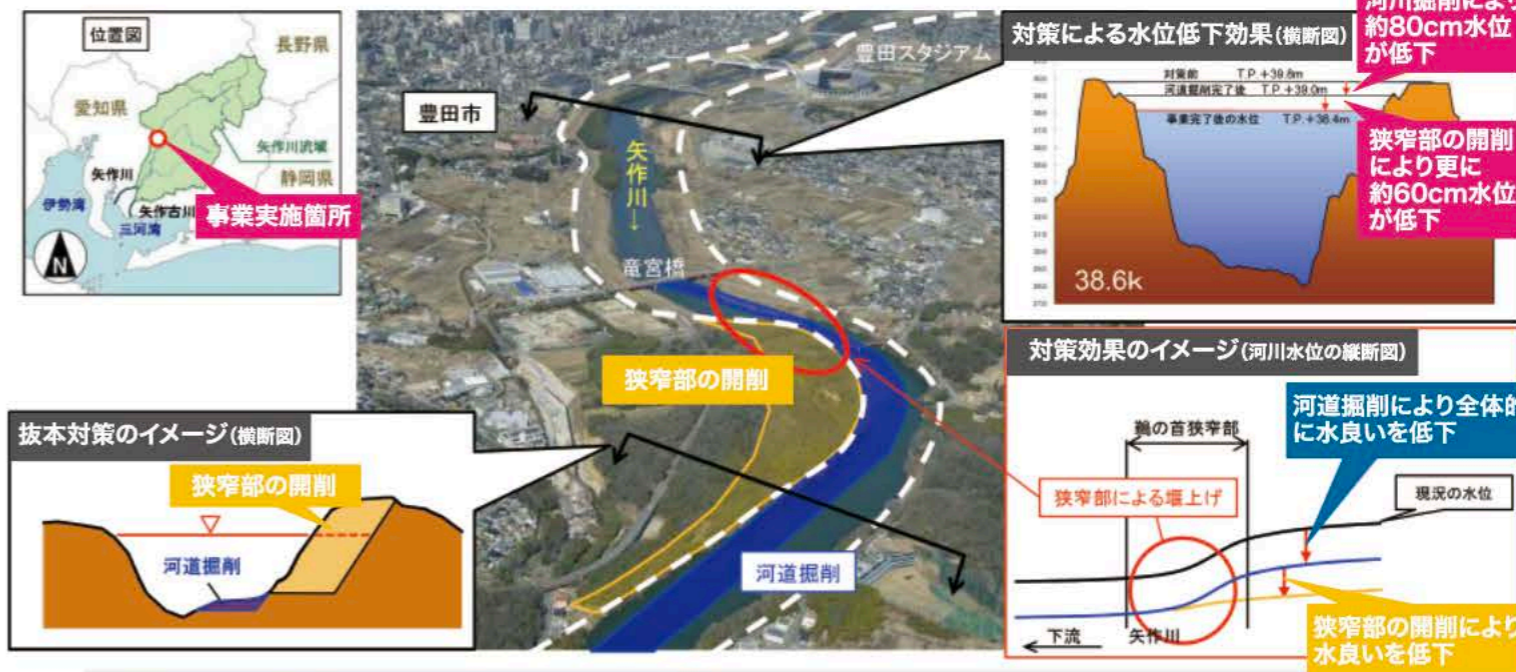 位置図
長野県
愛知県
矢作川流域
静岡県
矢作川
伊勢湾
矢作古川
三河湾
事業実施箇所
N
豊田市
豊田スタジアム
矢作川→
竜宮橋
狭窄部の開削
河道掘削
対策による水位低下効果(横断図)
河川掘削により
約80cm水位
が低下
対策前 T.P.+39.8m
河道掘削完了後 T.P.+39.0m
事業完了後の水位 T.P.+38.4m
狭窄部の開削
により更に
約60cm水位
が低下
38.6k
抜本対策のイメージ(横断図)
狭窄部の開削
河道掘削
対策効果のイメージ(河川水位の縦断図)
河道掘削により全体的
に水良いを低下
鵜の首狭窄部
狭窄部による堰上げ
現況の水位
下流
矢作川
狭窄部の開削により
水良いを低下